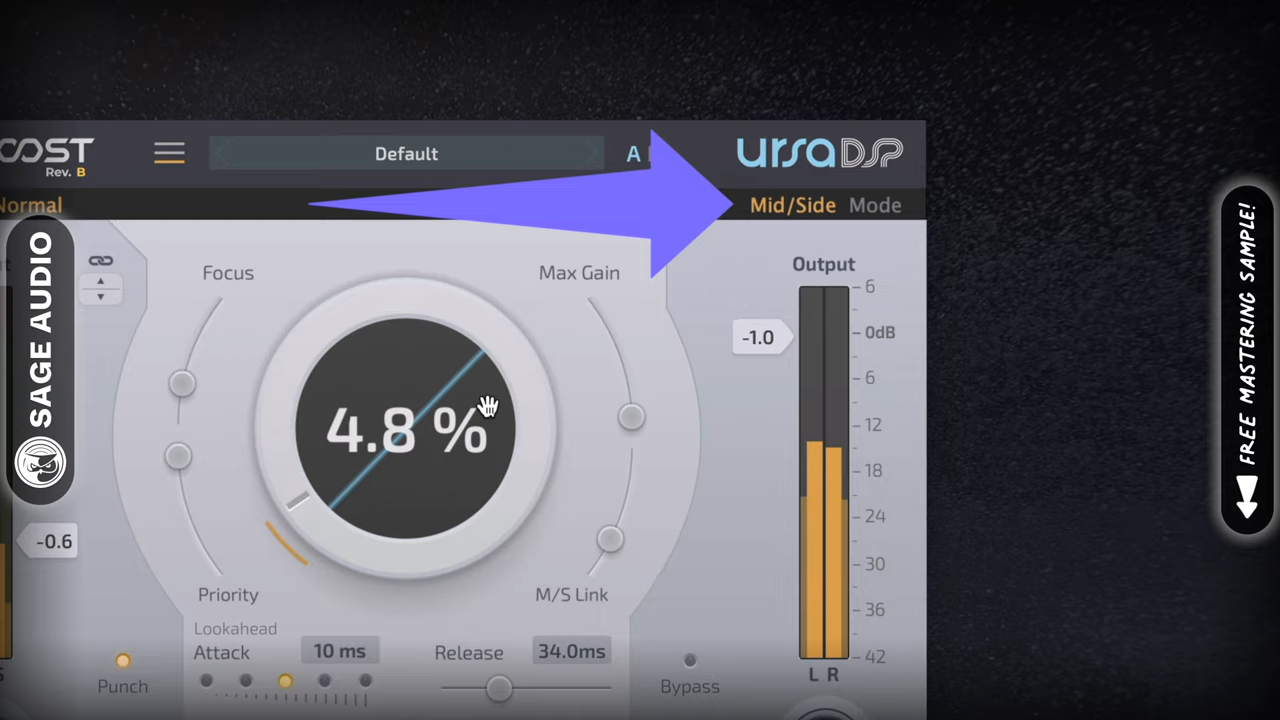 OOST
Rev. B
Default
A
ursa DSP
Normal
Mid/Side Mode
Focus
Max Gain
Output
6
0dB
6
12
18
24
30
36
42
L R
-1.0
4.8 %
-0.6
Priority
M/S Link
Lookahead
Attack
10 ms
Release
34.0ms
Punch
Bypass
SAGE AUDIO
FREE MASTERING SAMPLE!